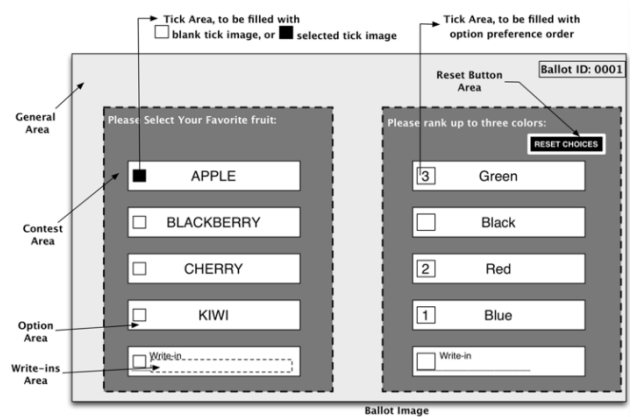 Tick Area, to be filled with
blank tick image, or selected tick image
Tick Area, to be filled with
option preference order
Reset Button
Area
Ballot ID: 0001
General
Area
Please Select Your Favorite fruit:
Please rank up to three colors:
RESET CHOICES
APPLE
3 Green
Contest
Area
BLACKBERRY
Black
CHERRY
2 Red
Option
Area
KIWI
1 Blue
Write-ins
Area
Write-in
Write-in
Ballot Image